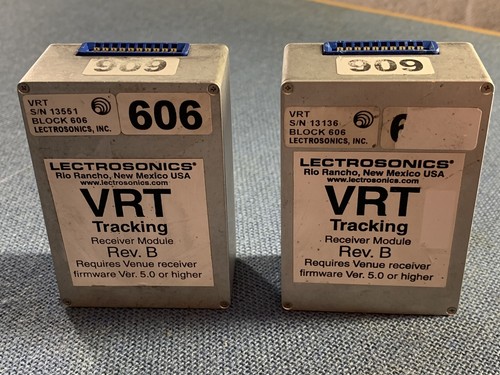 606
VRT
S/N 13551
BLOCK 606
LECTROSONICS, INC.
606
LECTROSONICS®
Rio Rancho, New Mexico USA
www.lectrosonics.com
VRT
Tracking
Receiver Module
Rev. B
Requires Venue receiver
firmware Ver. 5.0 or higher
606
VRT
S/N 13136
BLOCK 606
LECTROSONICS, INC.
LECTROSONICS®
Rio Rancho, New Mexico USA
www.lectrosonics.com
VRT
Tracking
Receiver Module
Rev. B
Requires Venue receiver
firmware Ver. 5.0 or higher